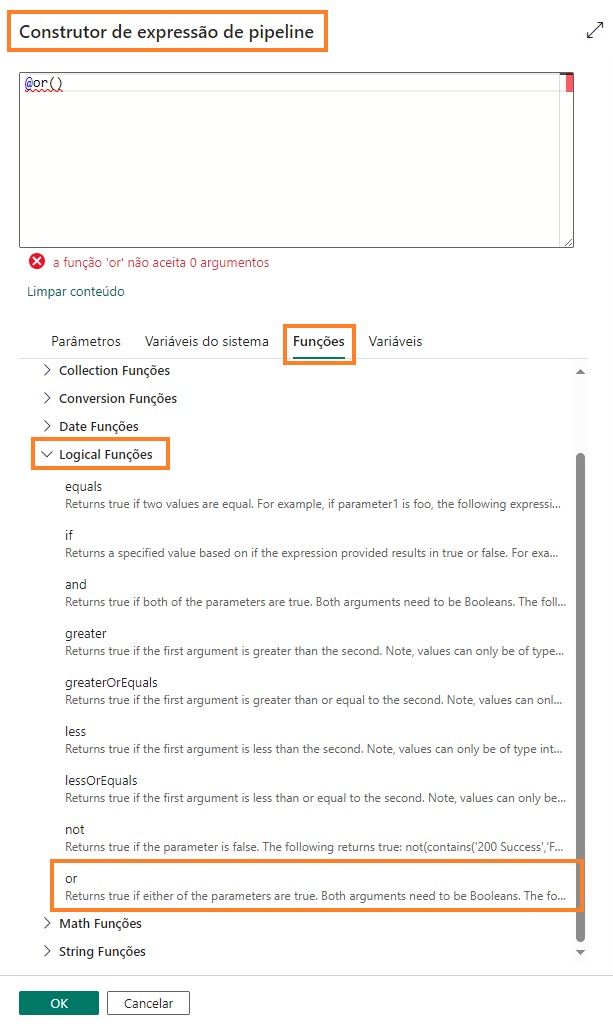 Construtor de expressão de pipeline
@or()
a função 'or' não aceita 0 argumentos
Limpar conteúdo
Parâmetros Variáveis do sistema Funções Variáveis
Collection Funções
Conversion Funções
Date Funções
Logical Funções
equals
Returns true if two values are equal. For example, if parameter1 is foo, the following expressi...
if
Returns a specified value based on if the expression provided results in true or false. For exa...
and
Returns true if both of the parameters are true. Both arguments need to be Booleans. The foll...
greater
Returns true if the first argument is greater than the second. Note, values can only be of type...
greaterOrEquals
Returns true if the first argument is greater than or equal to the second. Note, values can onl...
less
Returns true if the first argument is less than the second. Note, values can only be of type int...
lessOrEquals
Returns true if the first argument is less than or equal to the second. Note, values can only be...
not
Returns true if the parameter is false. The following returns true: not(contains('200 Success','F...
or
Returns true if either of the parameters are true. Both arguments need to be Booleans. The fo...
Math Funções
String Funções
OK Cancelar